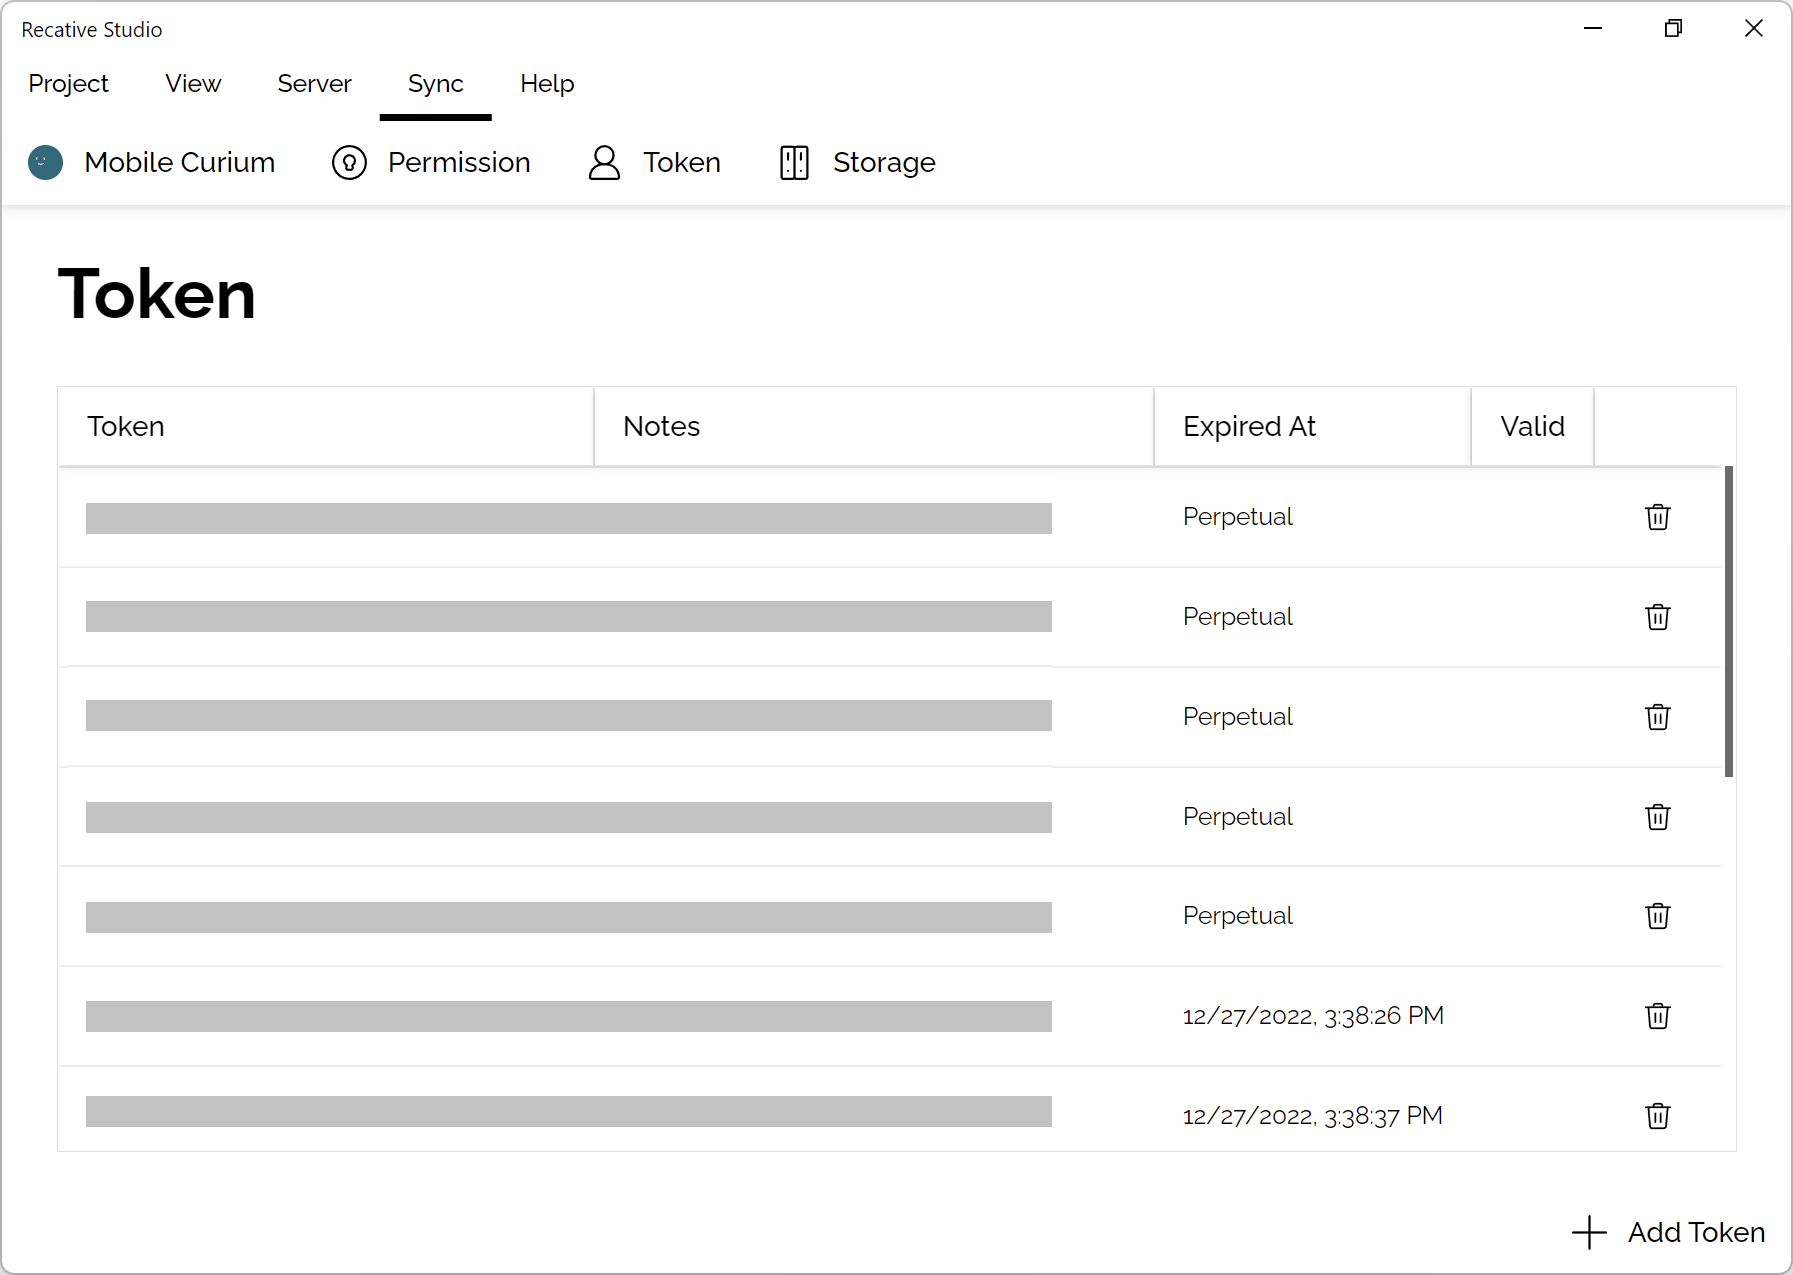 Recative Studio
Project View Server Sync Help
Mobile Curium Permission Token Storage
Token
Token Notes Expired At Valid
Perpetual
Perpetual
Perpetual
Perpetual
Perpetual
12/27/2022, 3:38:26 PM
12/27/2022, 3:38:37 PM
Add Token